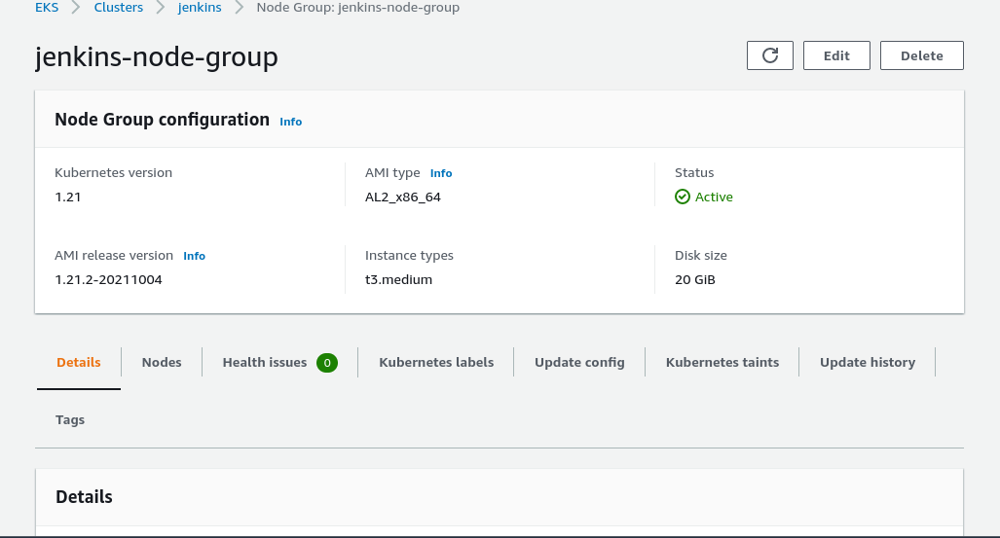 EKS > Clusters > jenkins > Node Group: jenkins-node-group
jenkins-node-group
Edit
Delete
Node Group configuration Info
Kubernetes version
1.21
AMI type Info
AL2_x86_64
Status
Active
AMI release version Info
1.21.2-20211004
Instance types
t3.medium
Disk size
20 GiB
Details
Nodes
Health issues 0
Kubernetes labels
Update config
Kubernetes taints
Update history
Tags
Details